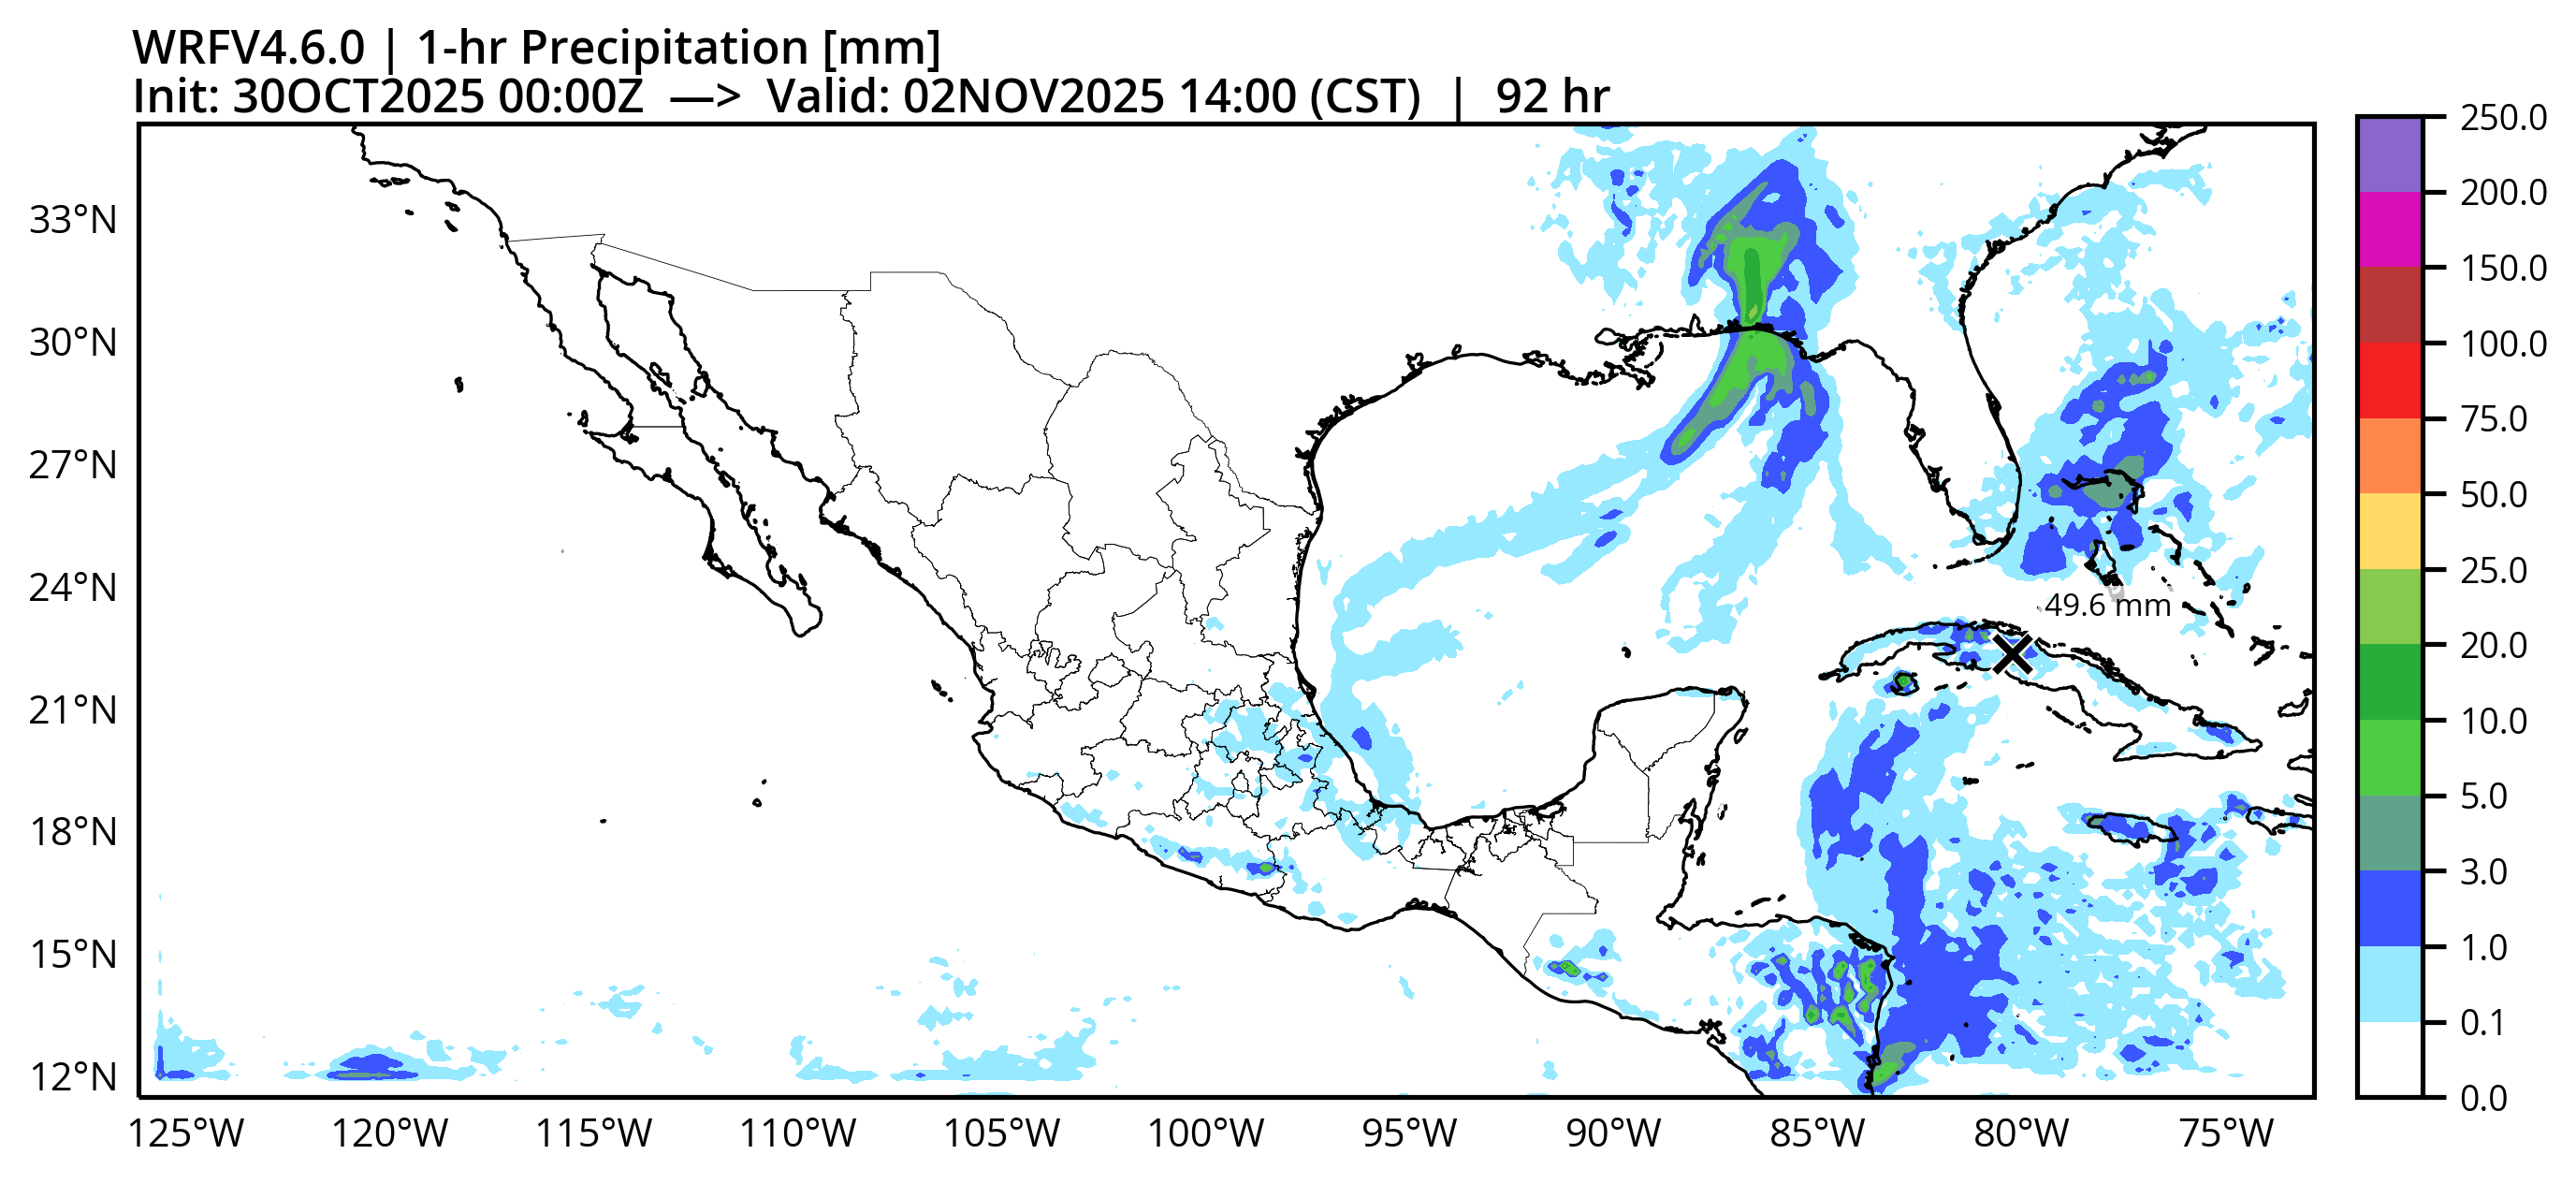 WRFV4.6.0 | 1-hr Precipitation [mm]
Init: 30OCT2025 00:00Z —> Valid: 02NOV2025 14:00 (CST) | 92 hr
250.0
200.0
150.0
100.0
75.0
50.0
25.0
20.0
10.0
5.0
3.0
1.0
0.1
0.0
33°N
30°N
27°N
24°N
21°N
18°N
15°N
12°N
49.6 mm
125°W 120°W 115°W 110°W 105°W 100°W 95°W 90°W 85°W 80°W 75°W